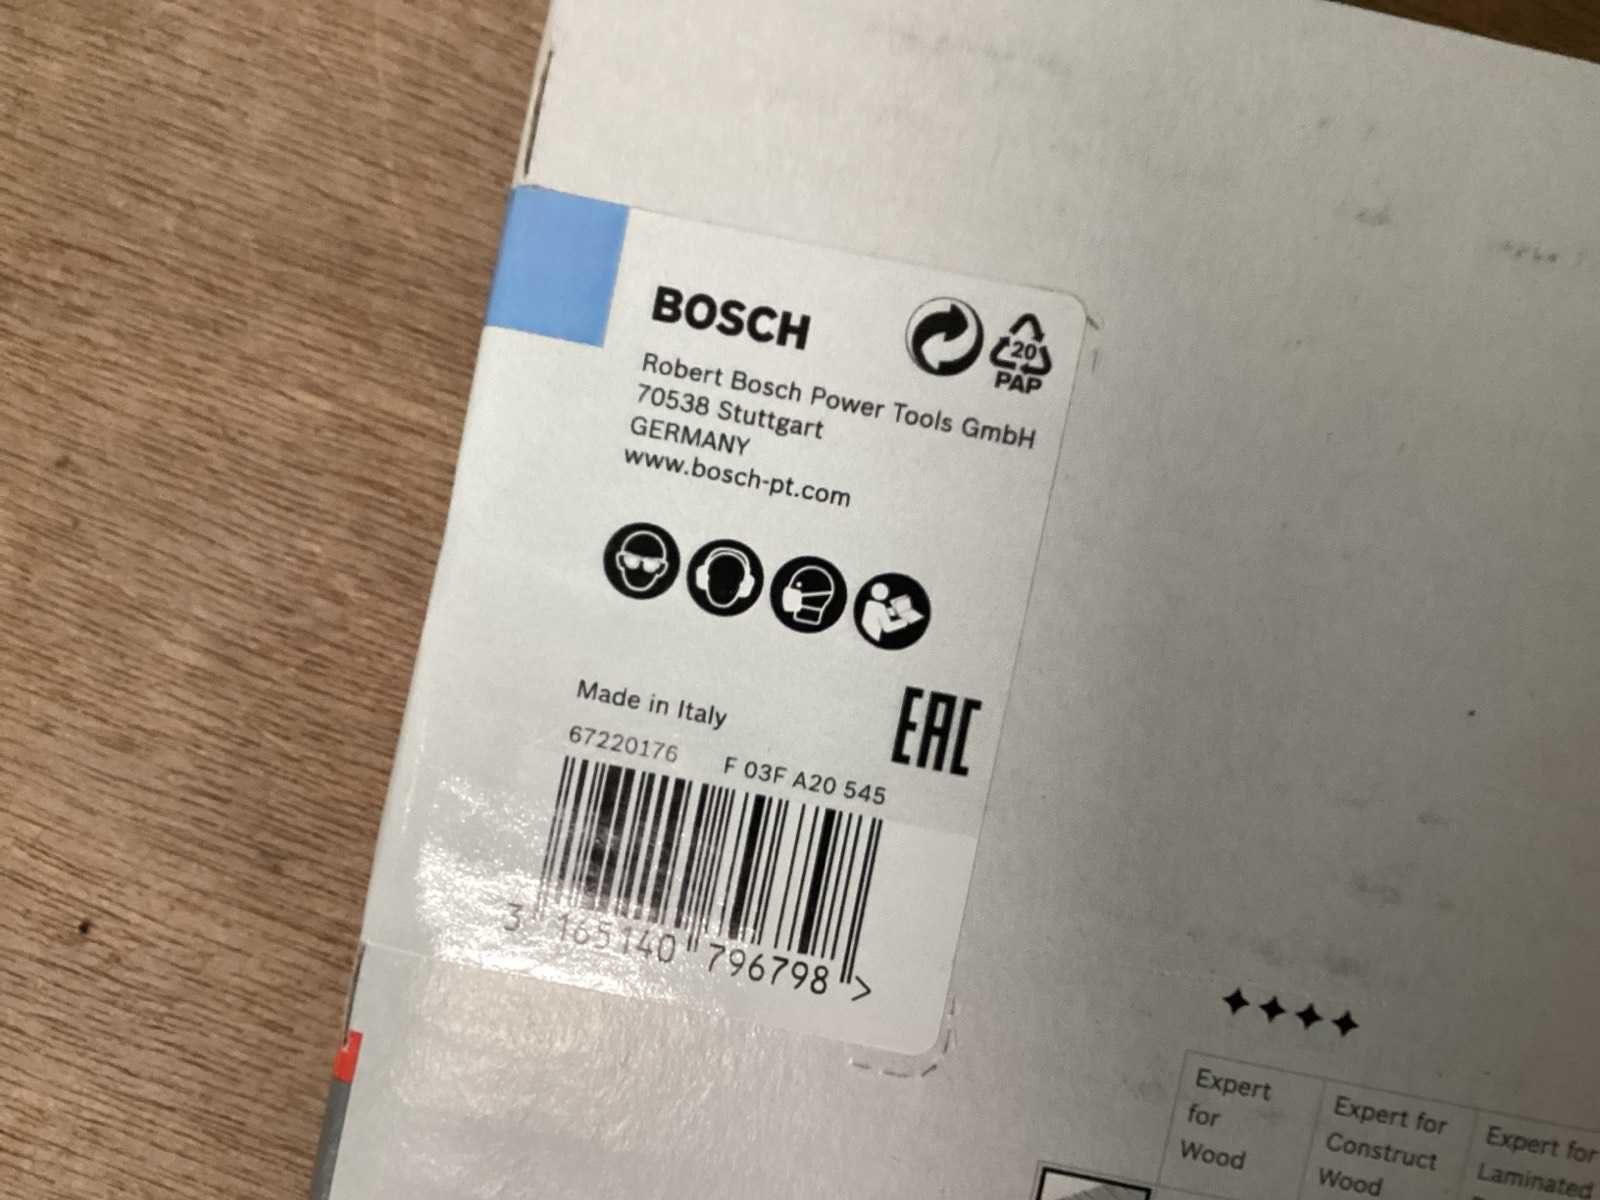 BOSCH
20
PAP
Robert Bosch Power Tools GmbH
70538 Stuttgart
GERMANY
www.bosch-pt.com
Made in Italy
EAC
67220176 F 03F A20 545
3 165140 796798 >
Expert
for
Wood
Expert for
Construct
Wood
Expert for
Laminated